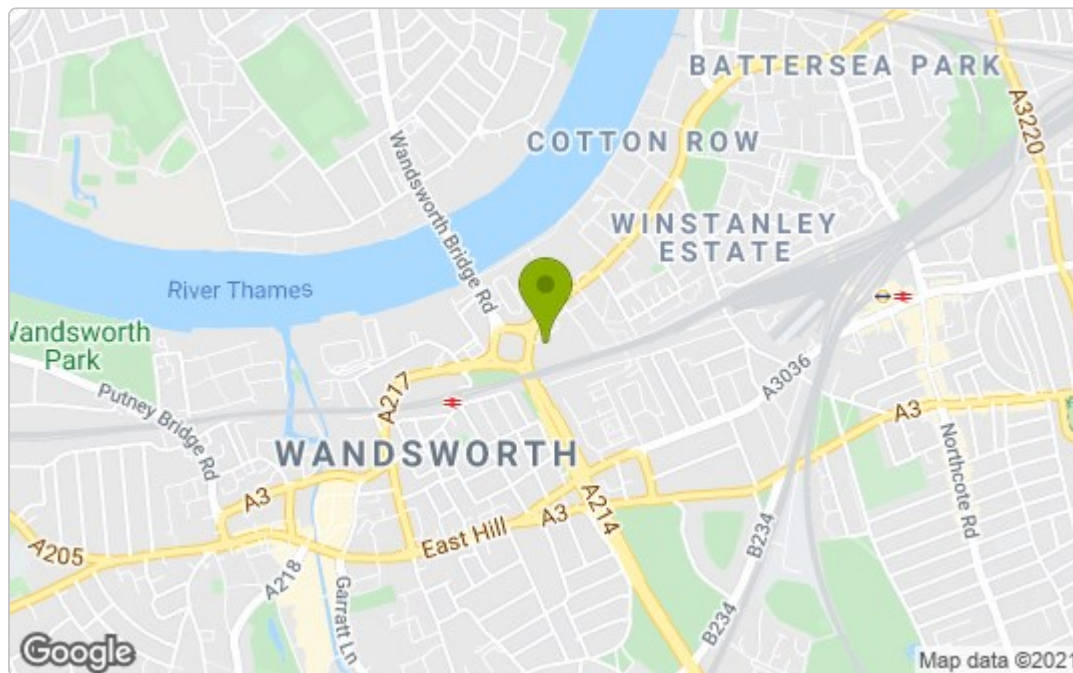 BATTERSEA PARK
A3220
COTTON ROW
Wandsworth Bridge Rd
WINSTANLEY
ESTATE
River Thames
Wandsworth
Park
A3036
A217
Putney Bridge Rd
A3
WANDSWORTH
Northcote Rd
A3
A214
A3
East Hill
B234
A205
A218
Garratt Ln
B234
Google
Map data ©2021